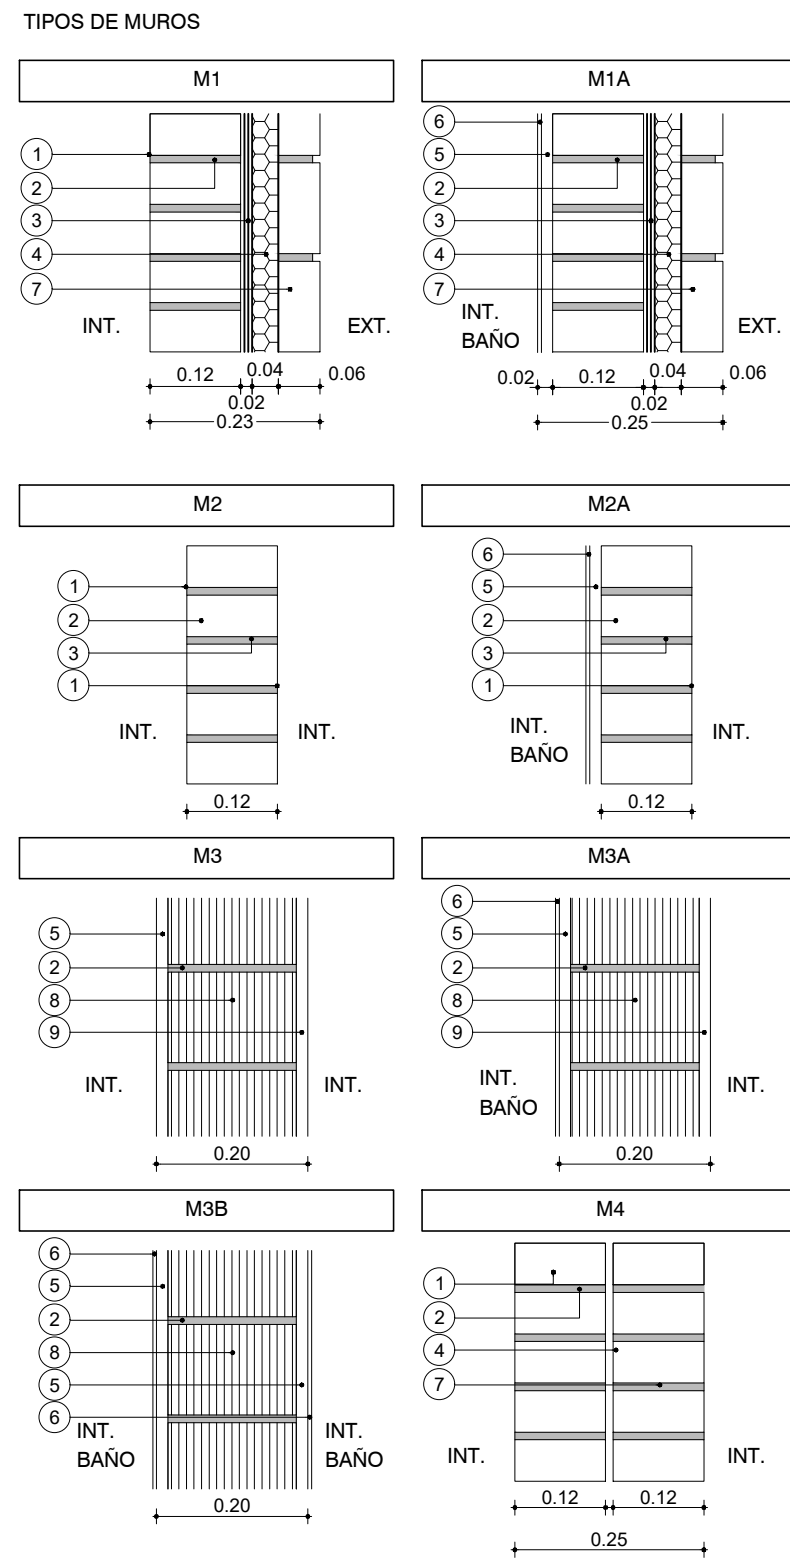 TIPOS DE MUROS
M1
1
2
3
4
7
INT.
EXT.
0.12
0.04
0.06
0.02
0.23
M1A
6
5
2
3
4
7
INT.
BAÑO
EXT.
0.02
0.12
0.04
0.06
0.02
0.25
M2
1
2
3
1
INT.
INT.
0.12
M2A
6
5
2
3
1
INT.
BAÑO
INT.
0.12
M3
5
2
8
9
INT.
INT.
0.20
M3A
6
5
2
8
9
INT.
BAÑO
INT.
0.20
M3B
6
5
2
8
5
6
INT.
BAÑO
INT.
BAÑO
0.20
M4
1
2
4
7
INT.
INT.
0.12
0.12
0.25